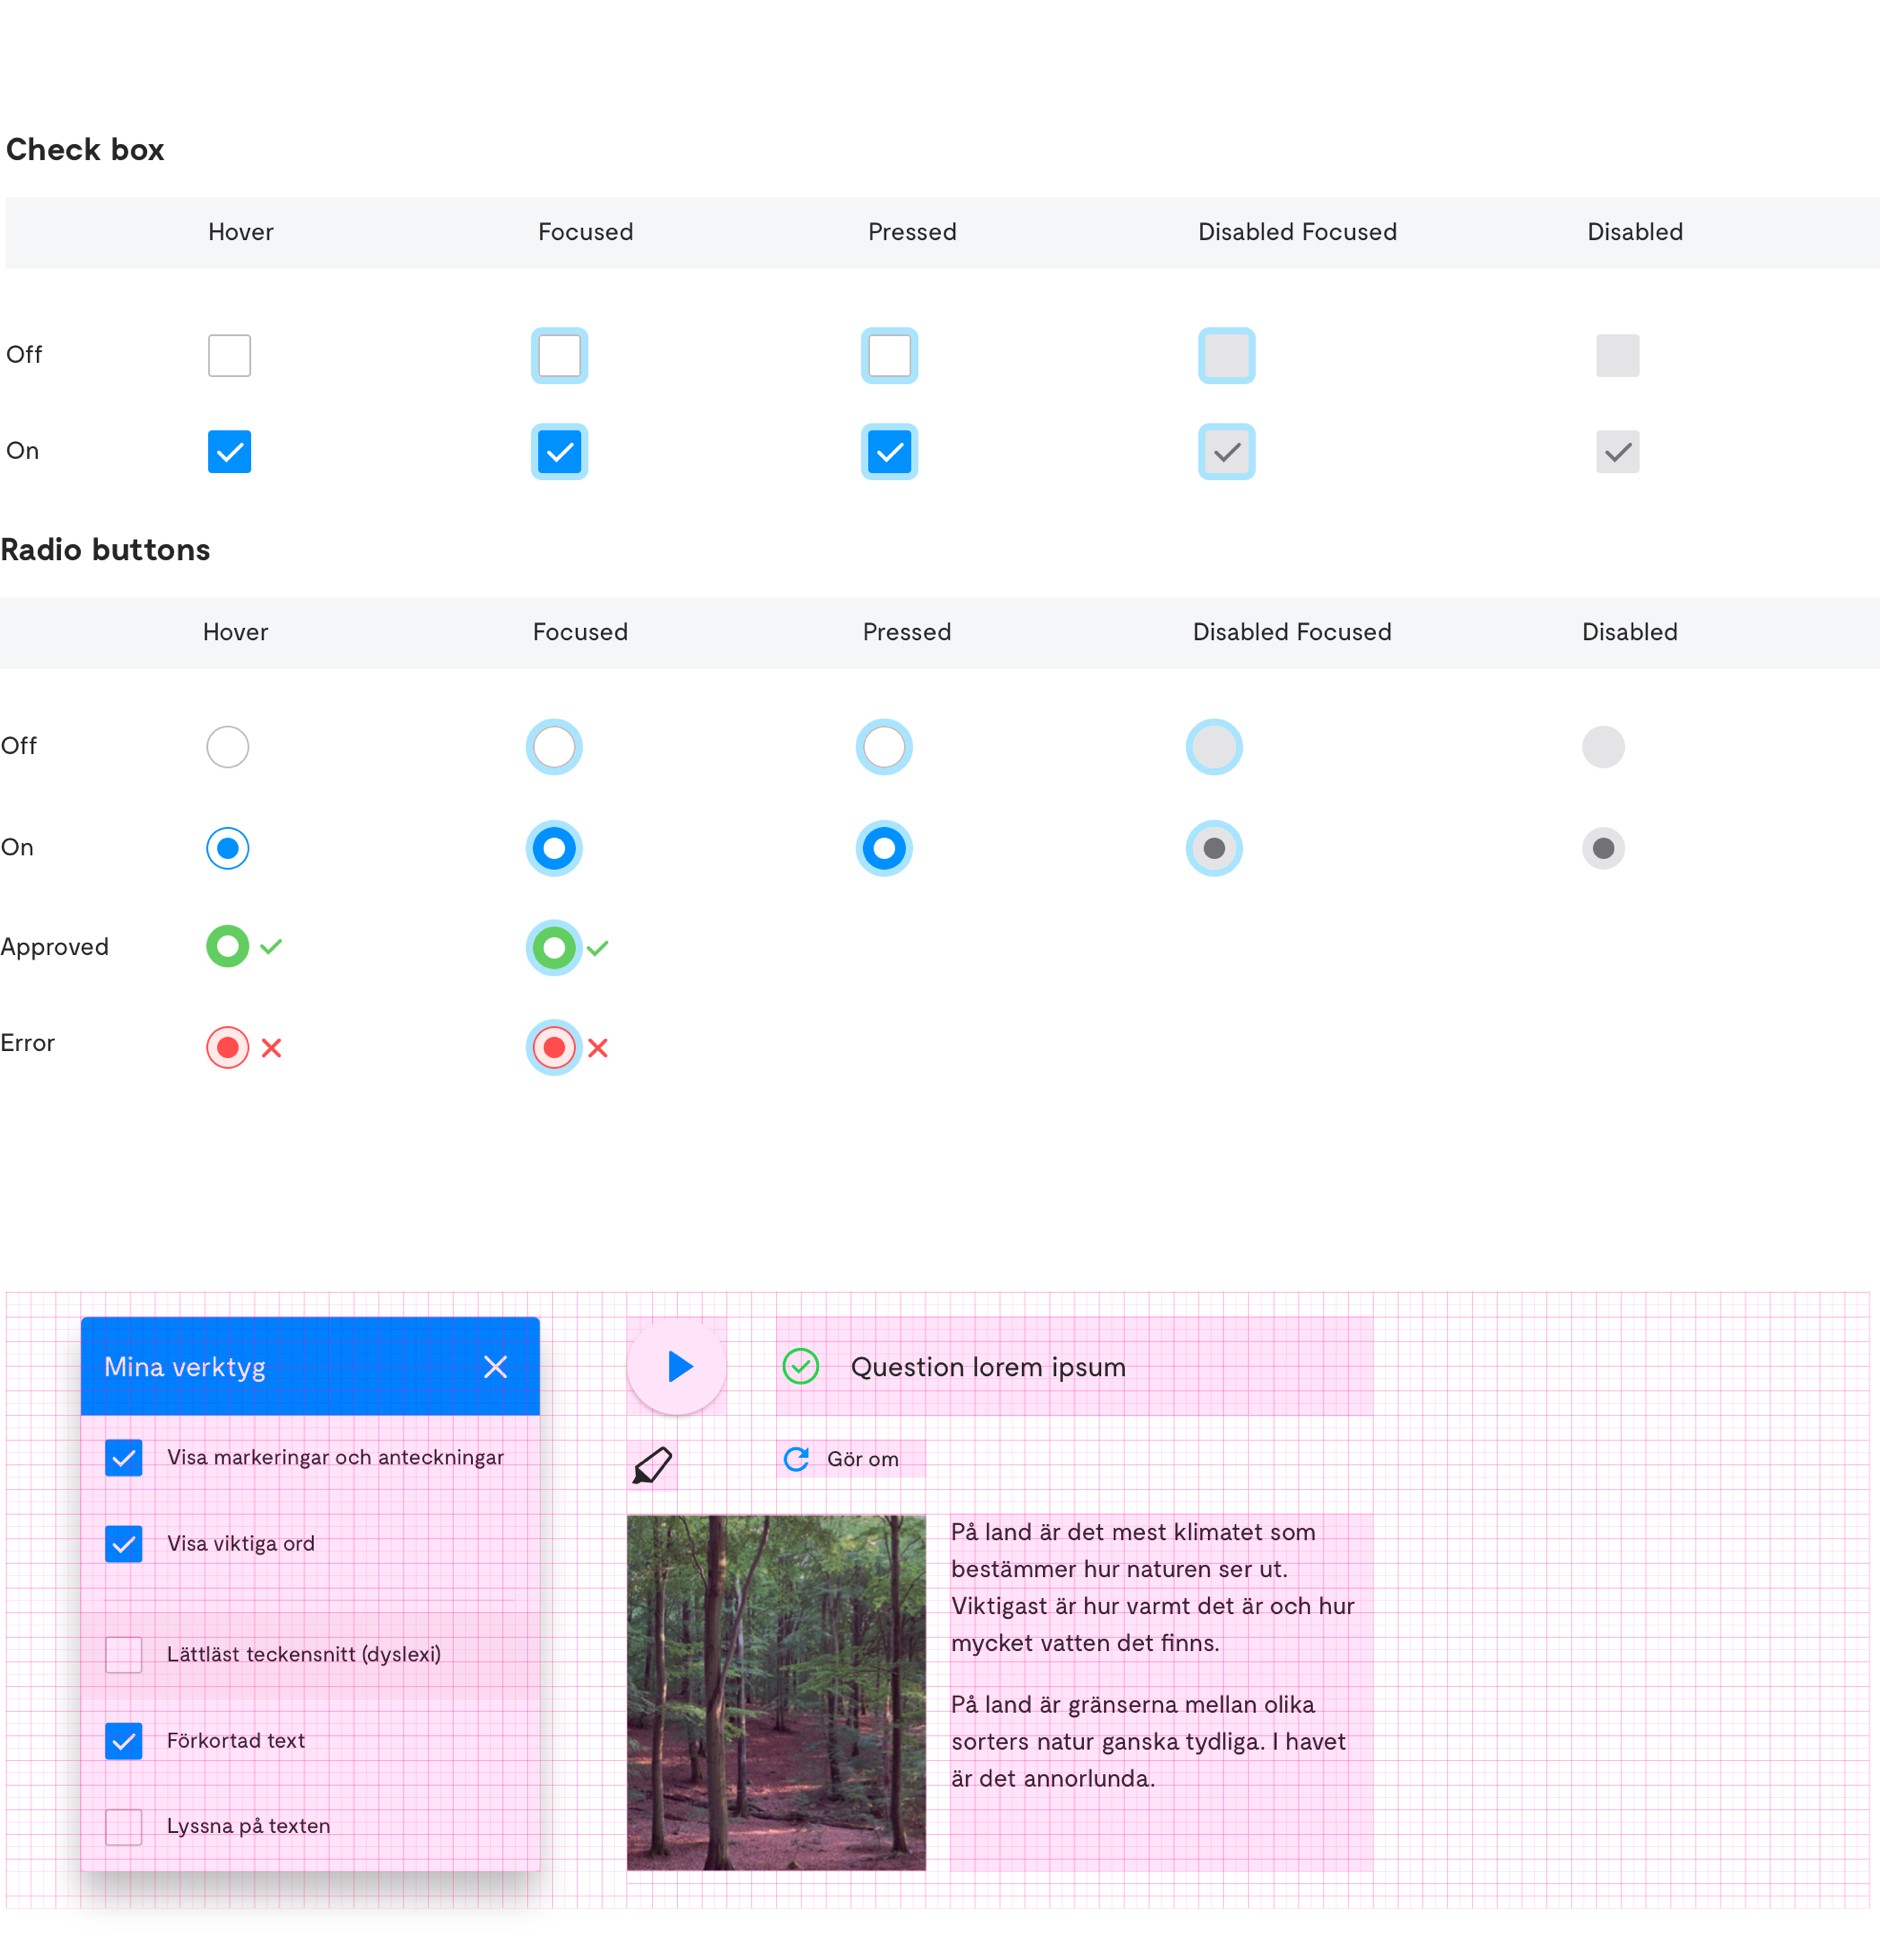 Check box
Hover Focused Pressed Disabled Focused Disabled
Off
On
Radio buttons
Hover Focused Pressed Disabled Focused Disabled
Off
On
Approved
Error
Mina verktyg
Visa markeringar och anteckningar
Visa viktiga ord
Lättläst teckensnitt (dyslexi)
Förkortad text
Lyssna på texten
Question lorem ipsum
Gör om
På land är det mest klimatet som
bestämmer hur naturen ser ut.
Viktigast är hur varmt det är och hur
mycket vatten det finns.
På land är gränserna mellan olika
sorters natur ganska tydliga. I havet
är det annorlunda.